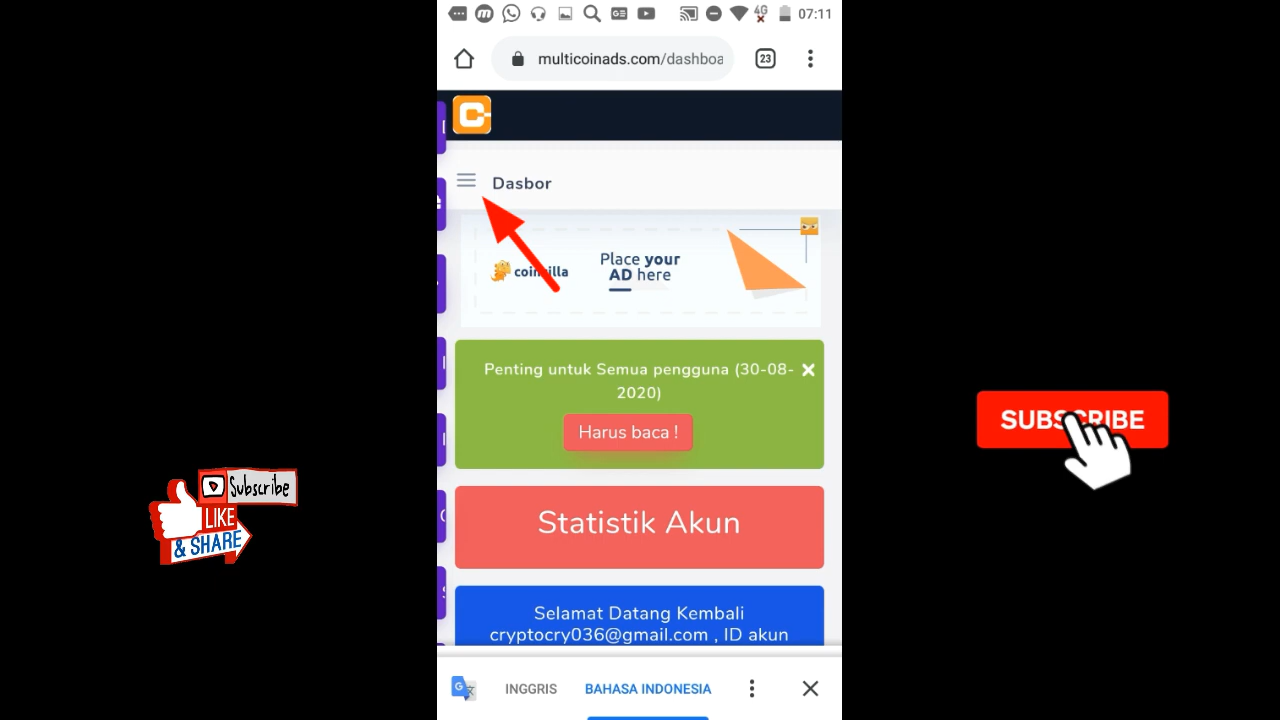 4G
07:11
multicoinads.com/dashboa
23
Dasbor
coinzilla
Place your
AD here
Penting untuk Semua pengguna (30-08-
2020)
Harus baca !
Statistik Akun
Selamat Datang Kembali
cryptocry036@gmail.com , ID akun
INGGRIS
BAHASA INDONESIA
Subscribe
LIKE
& SHARE
SUBSCRIBE